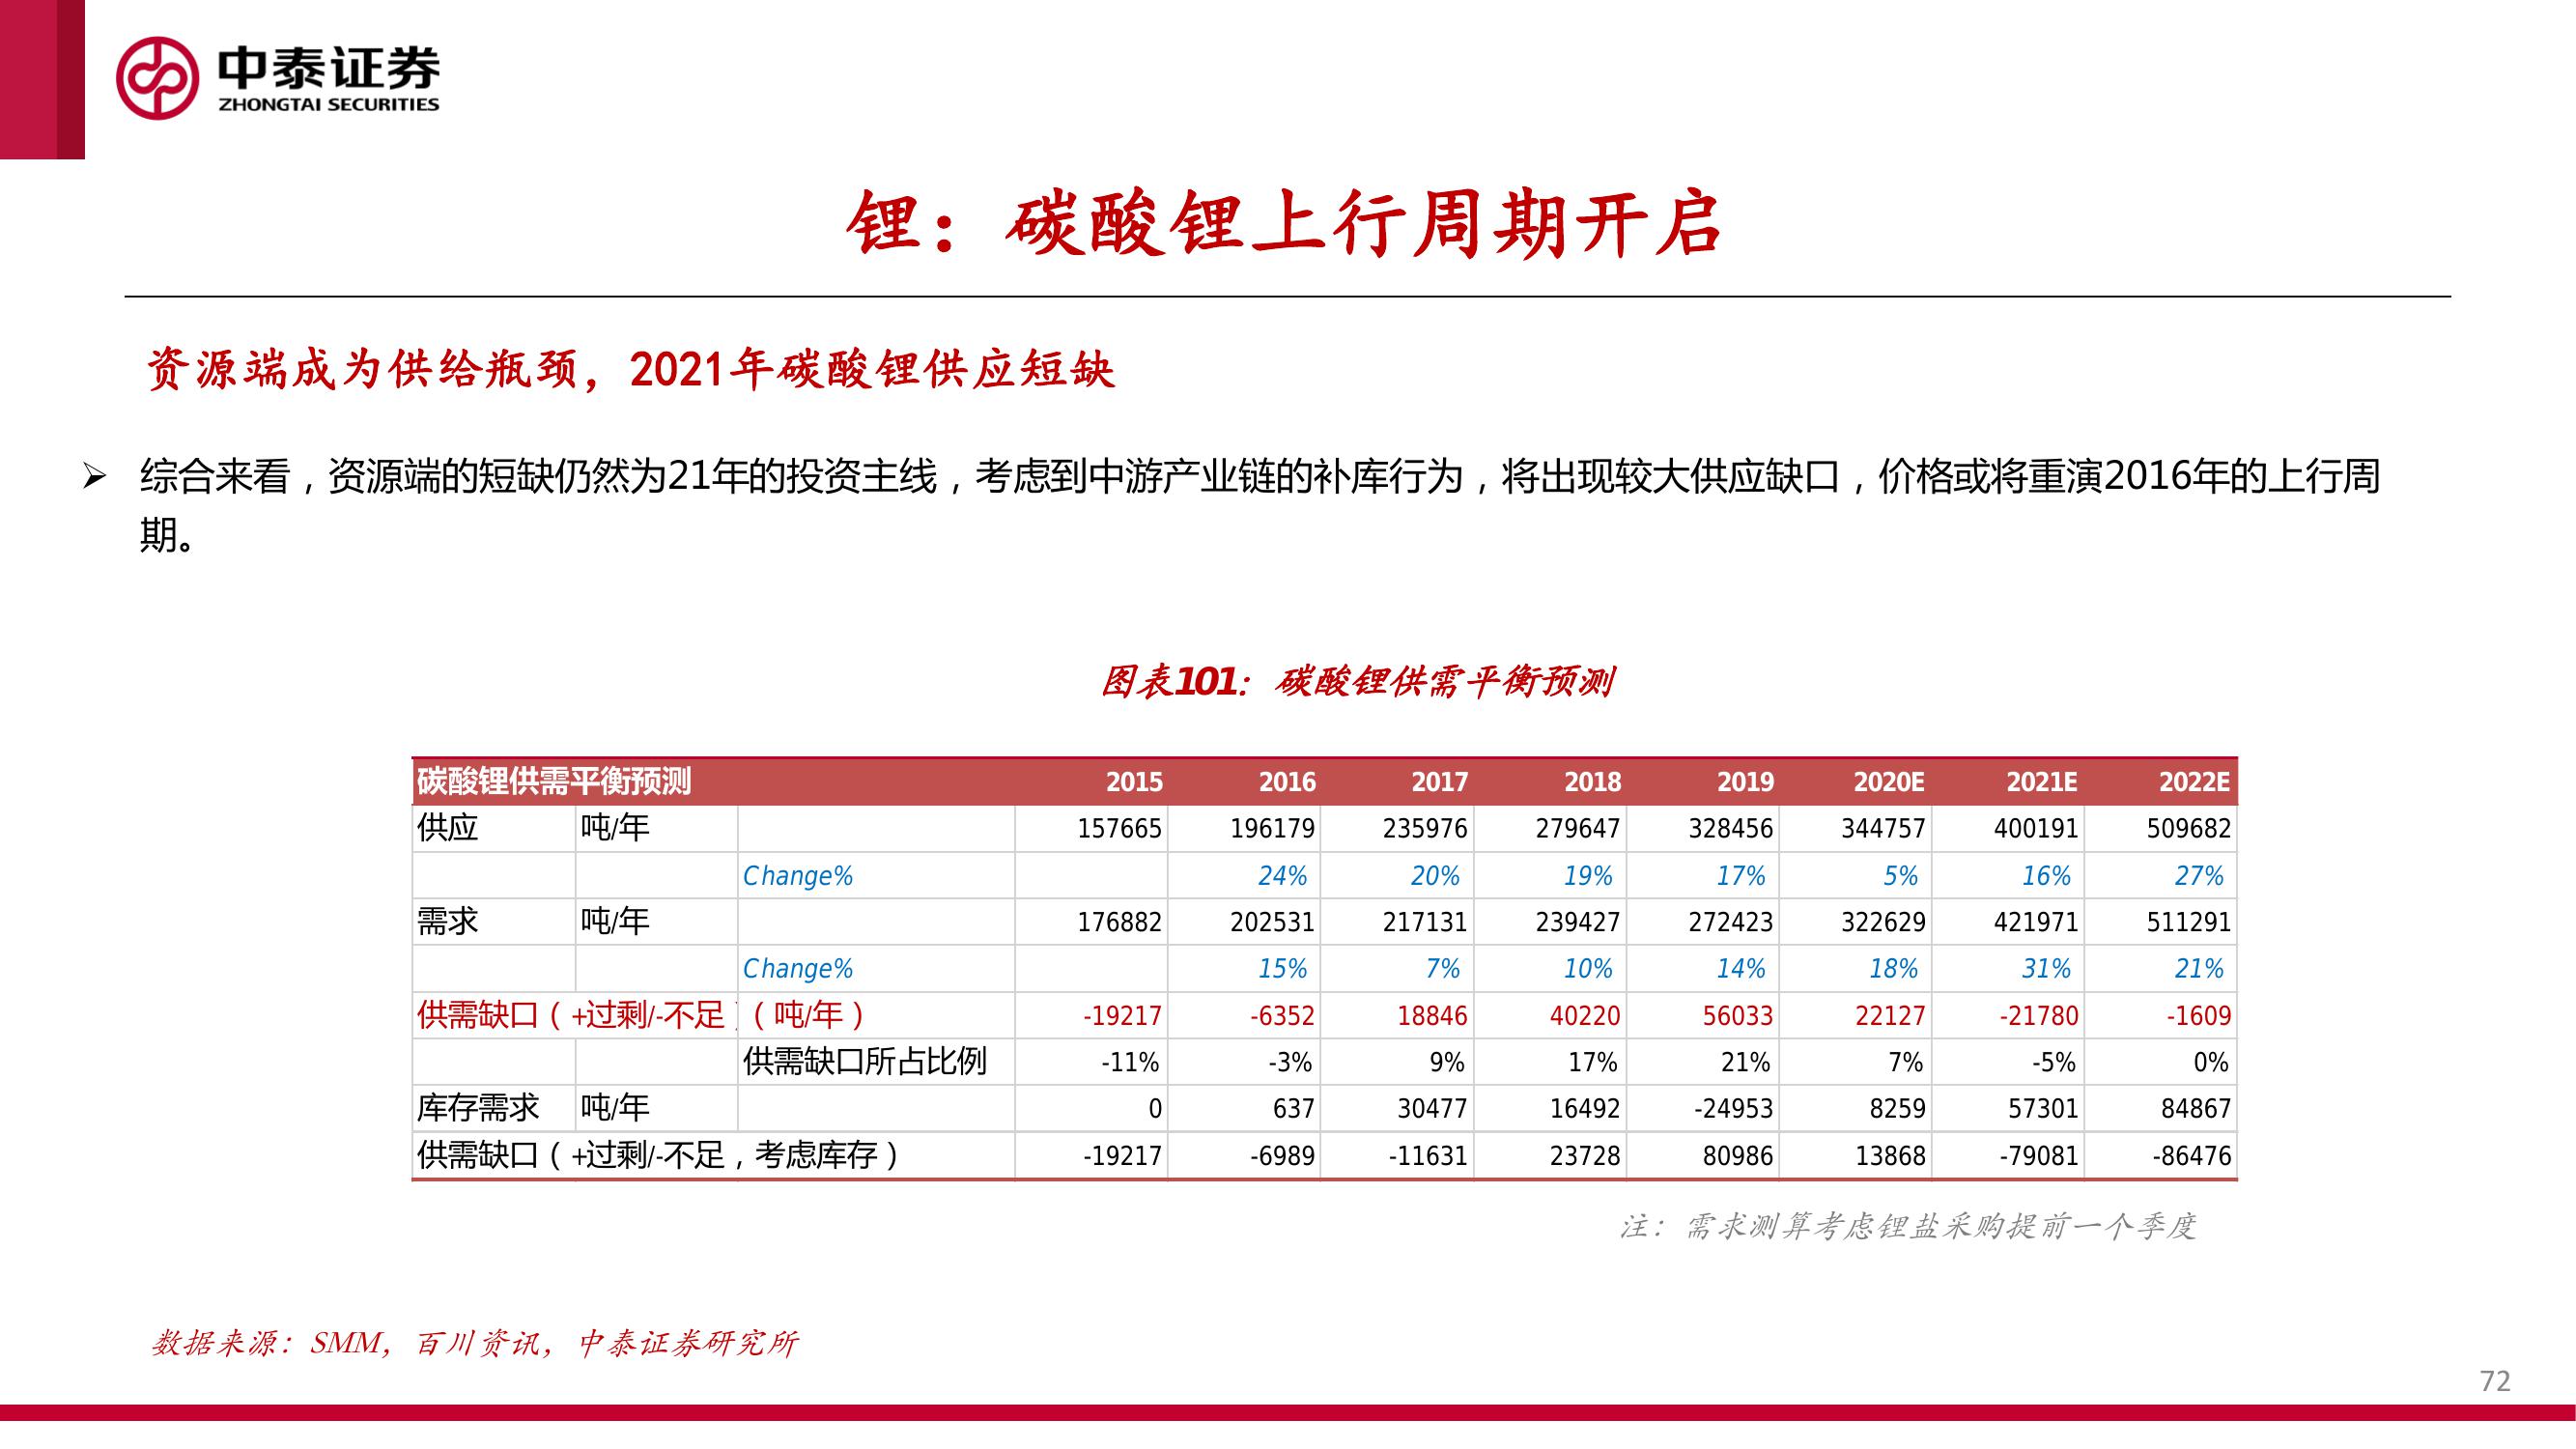 中泰证券
ZHONGTAI SECURITIES
锂：碳酸锂上行周期开启
资源端成为供给瓶颈，2021年碳酸锂供应短缺
➢ 综合来看，资源端的短缺仍然为21年的投资主线，考虑到中游产业链的补库行为，将出现较大供应缺口，价格或将重演2016年的上行周
期。
图表101：碳酸锂供需平衡预测
碳酸锂供需平衡预测 2015 2016 2017 2018 2019 2020E 2021E 2022E
供应 吨/年 157665 196179 235976 279647 328456 344757 400191 509682
Change% 24% 20% 19% 17% 5% 16% 27%
需求 吨/年 176882 202531 217131 239427 272423 322629 421971 511291
Change% 15% 7% 10% 14% 18% 31% 21%
供需缺口（+过剩/-不足）（吨/年） -19217 -6352 18846 40220 56033 22127 -21780 -1609
供需缺口所占比例 -11% -3% 9% 17% 21% 7% -5% 0%
库存需求 吨/年 0 637 30477 16492 -24953 8259 57301 84867
供需缺口（+过剩/-不足，考虑库存） -19217 -6989 -11631 23728 80986 13868 -79081 -86476
注：需求测算考虑锂盐采购提前一个季度
数据来源：SMM，百川资讯，中泰证券研究所
72